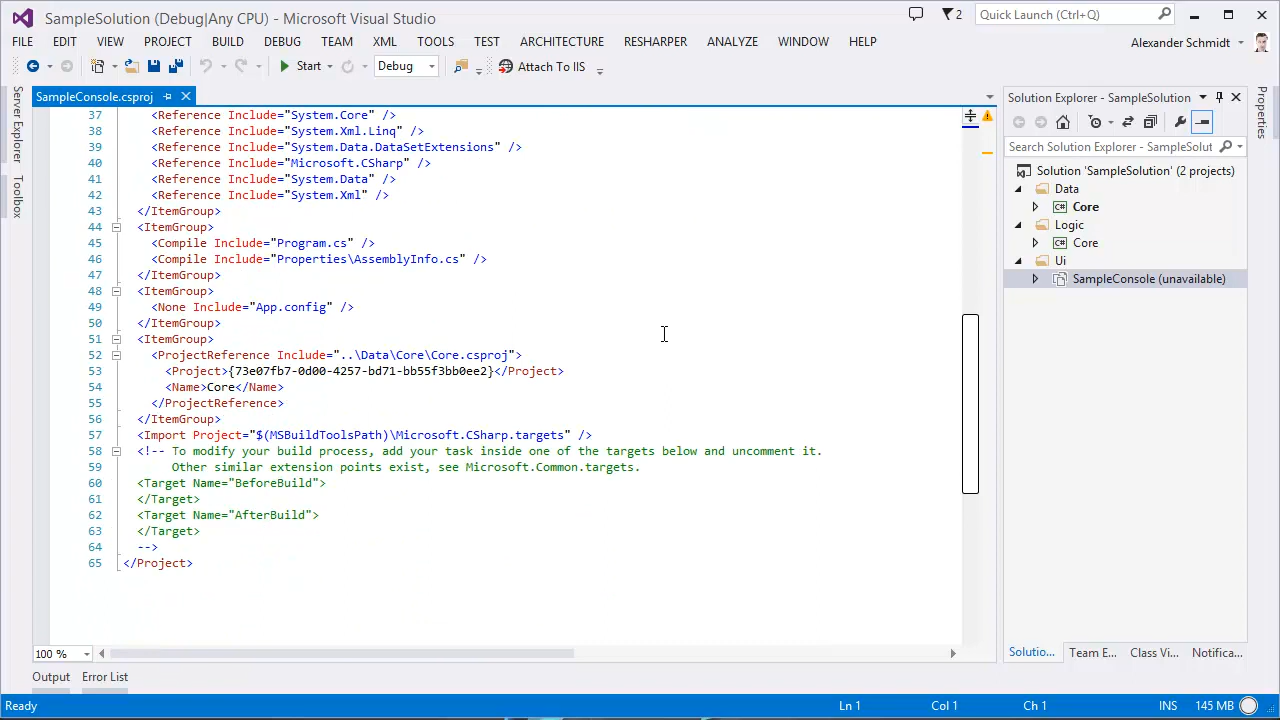 SampleSolution (Debug|Any CPU) - Microsoft Visual Studio
2
Quick Launch (Ctrl+Q)
FILE EDIT VIEW PROJECT BUILD DEBUG TEAM XML TOOLS TEST ARCHITECTURE RESHARPER ANALYZE WINDOW HELP
Alexander Schmidt
Start
Debug
Attach To IIS
Server Explorer
Toolbox
SampleConsole.csproj
37 <Reference Include="System.Core" />
38 <Reference Include="System.Xml.Linq" />
39 <Reference Include="System.Data.DataSetExtensions" />
40 <Reference Include="Microsoft.CSharp" />
41 <Reference Include="System.Data" />
42 <Reference Include="System.Xml" />
43 </ItemGroup>
44 <ItemGroup>
45 <Compile Include="Program.cs" />
46 <Compile Include="Properties\AssemblyInfo.cs" />
47 </ItemGroup>
48 <ItemGroup>
49 <None Include="App.config" />
50 </ItemGroup>
51 <ItemGroup>
52 <ProjectReference Include="..\Data\Core\Core.csproj">
53 <Project>{73e07fb7-0d00-4257-bd71-bb55f3bb0ee2}</Project>
54 <Name>Core</Name>
55 </ProjectReference>
56 </ItemGroup>
57 <Import Project="$(MSBuildToolsPath)\Microsoft.CSharp.targets" />
58 <!-- To modify your build process, add your task inside one of the targets below and uncomment it.
59 Other similar extension points exist, see Microsoft.Common.targets.
60 <Target Name="BeforeBuild">
61 </Target>
62 <Target Name="AfterBuild">
63 </Target>
64 -->
65 </Project>
100 %
Solution Explorer - SampleSolution
Search Solution Explorer - SampleSolut
Solution 'SampleSolution' (2 projects)
Data
Core
Logic
Core
Ui
SampleConsole (unavailable)
Solutio... Team E... Class Vi... Notifica...
Properties
Output Error List
Ready
Ln 1 Col 1 Ch 1 INS 145 MB